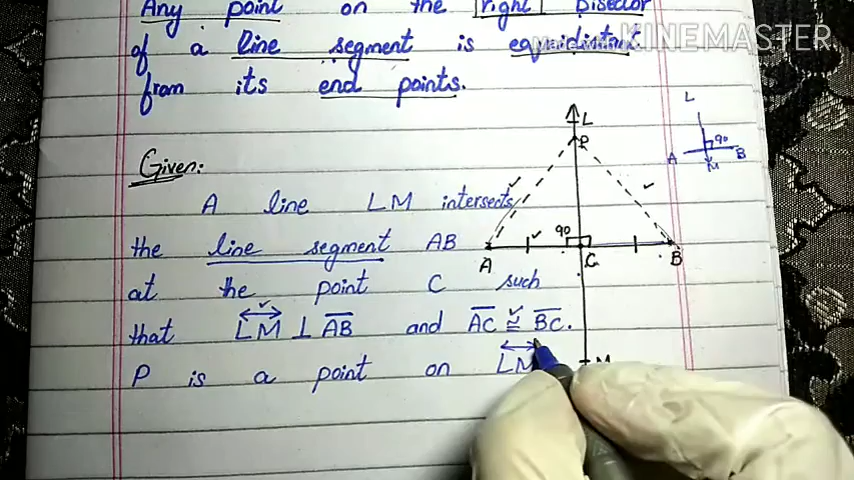 Any point on the right bisector
of a line segment is equidistant
from its end points.
KINEMASTER
Given:
A line LM intersects
the line segment AB
at the point C such
that LM ⊥ AB and AC ≅ BC.
P is a point on LM
L
P
90
A
C
B
M
L
90
A
B
M